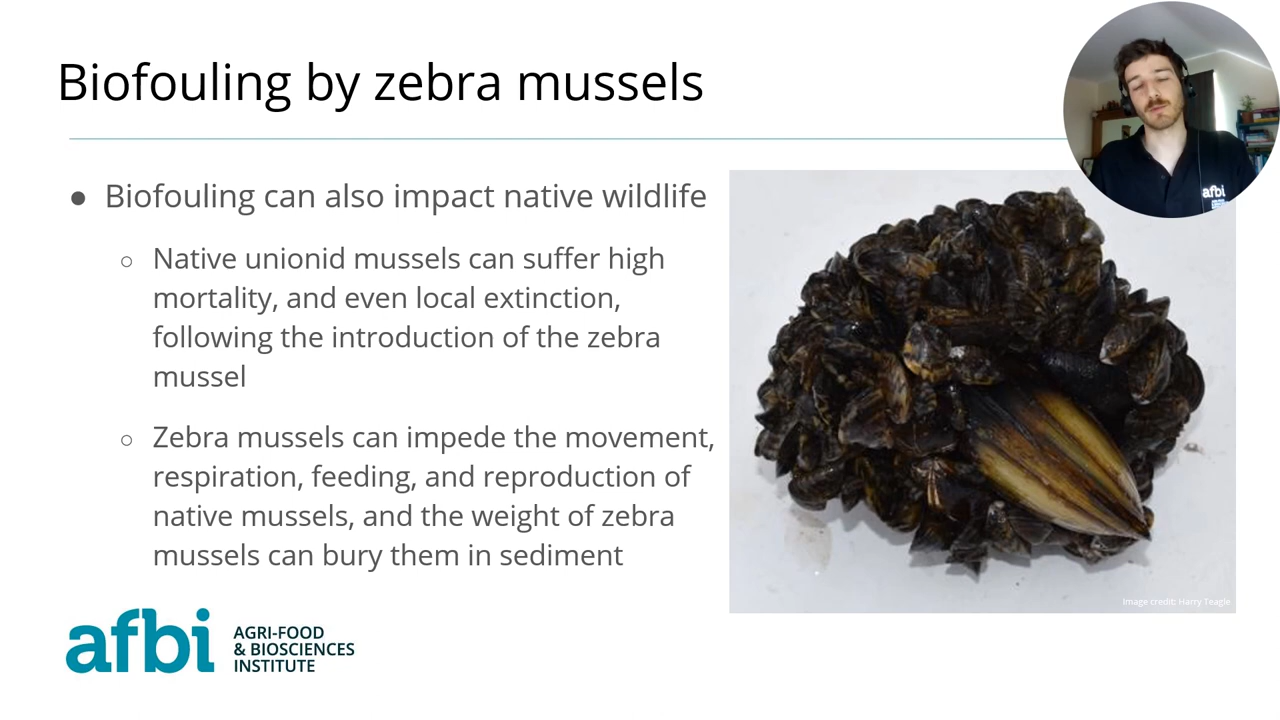 Biofouling by zebra mussels
● Biofouling can also impact native wildlife
○ Native unionid mussels can suffer high
mortality, and even local extinction,
following the introduction of the zebra
mussel
○ Zebra mussels can impede the movement,
respiration, feeding, and reproduction of
native mussels, and the weight of zebra
mussels can bury them in sediment
Image credit: Harry Teagle
afbi
AGRI-FOOD
& BIOSCIENCES
INSTITUTE
afbi